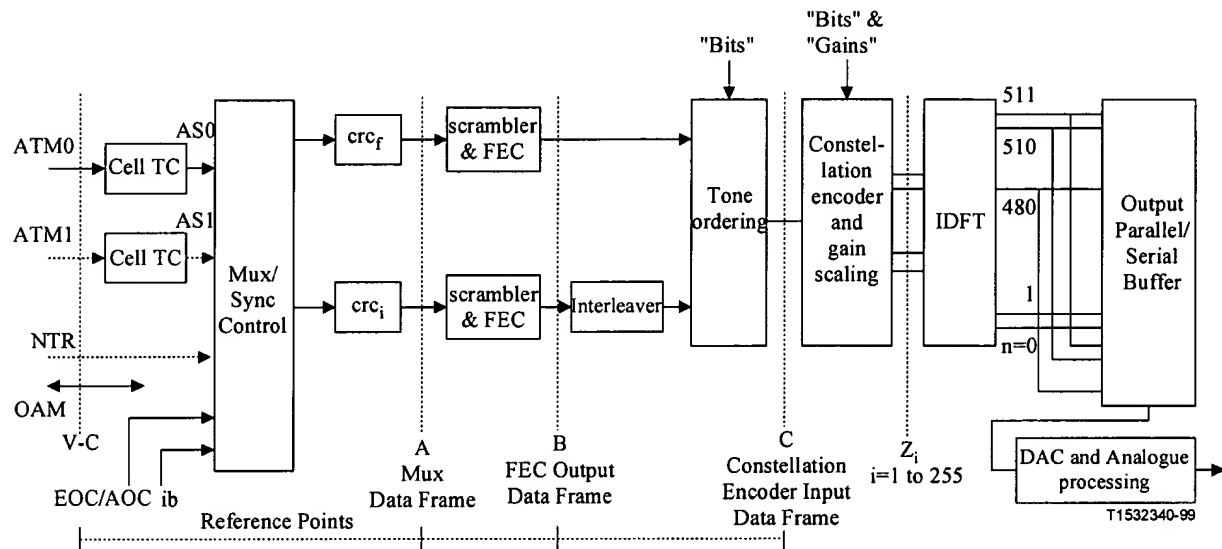 "Bits"
"Bits" &
"Gains"
ATM0
Cell TC
AS0
ATM1
Cell TC
AS1
NTR
OAM
V-C
EOC/AOC ib
Mux/
Sync
Control
crc_f
crc_i
scrambler
& FEC
scrambler
& FEC
Interleaver
Tone
ordering
Constel-
lation
encoder
and
gain
scaling
IDFT
511
510
480
1
n=0
Output
Parallel/
Serial
Buffer
DAC and Analogue
processing
A
Mux
Data Frame
B
FEC Output
Data Frame
C
Constellation
Encoder Input
Data Frame
Z_i
i=1 to 255
Reference Points
T1532340-99